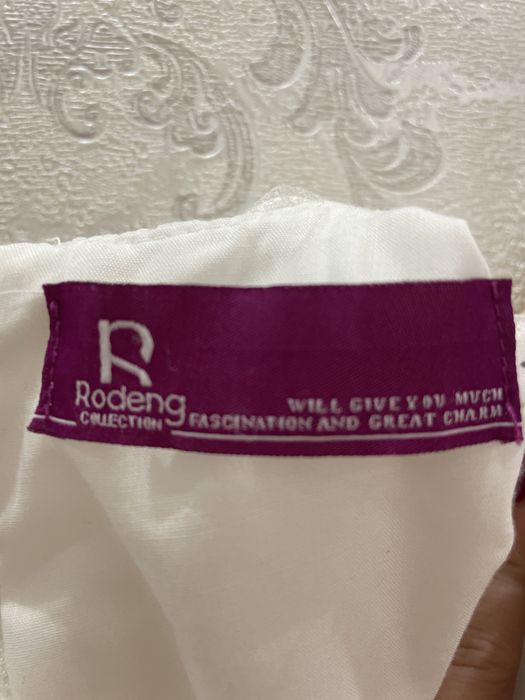 R
Rodeng
COLLECTION
WILL GIVE YOU MUCH
FASCINATION AND GREAT CHARM